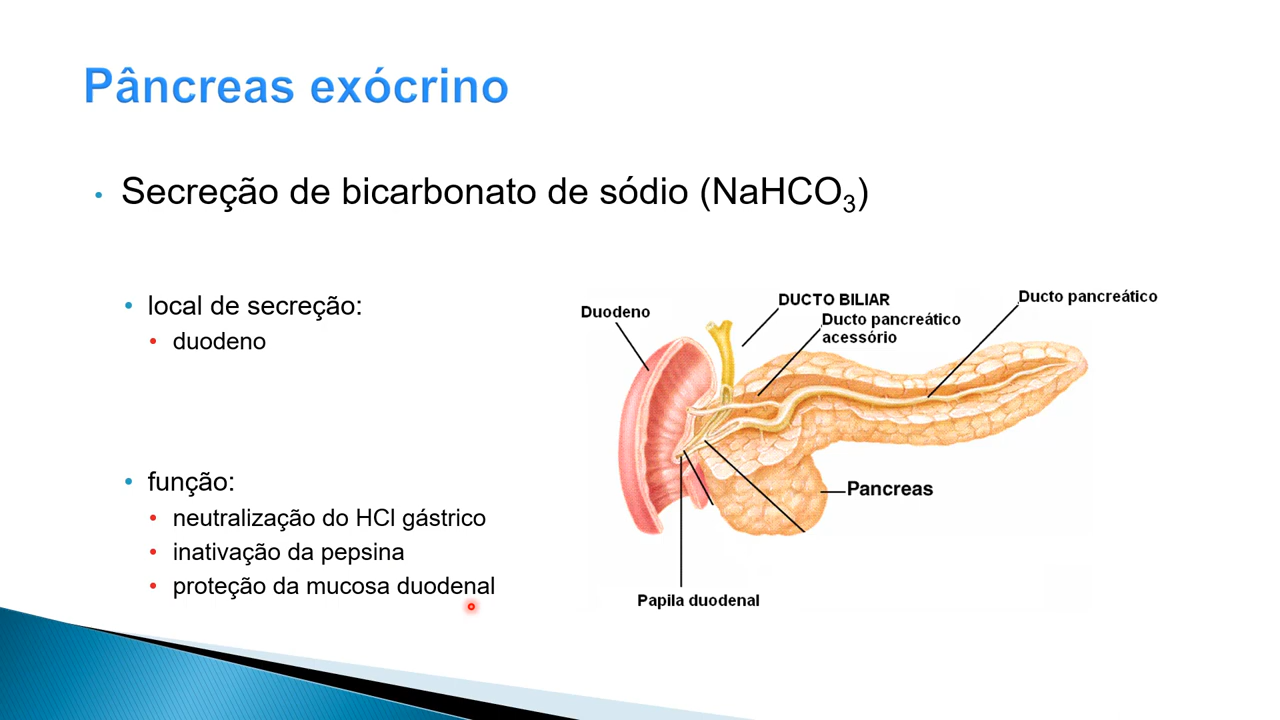 Pâncreas exócrino
• Secreção de bicarbonato de sódio (NaHCO₃)
• local de secreção:
• duodeno
• função:
• neutralização do HCl gástrico
• inativação da pepsina
• proteção da mucosa duodenal
Duodeno
DUCTO BILIAR
Ducto pancreático
acessório
Ducto pancreático
Pancreas
Papila duodenal